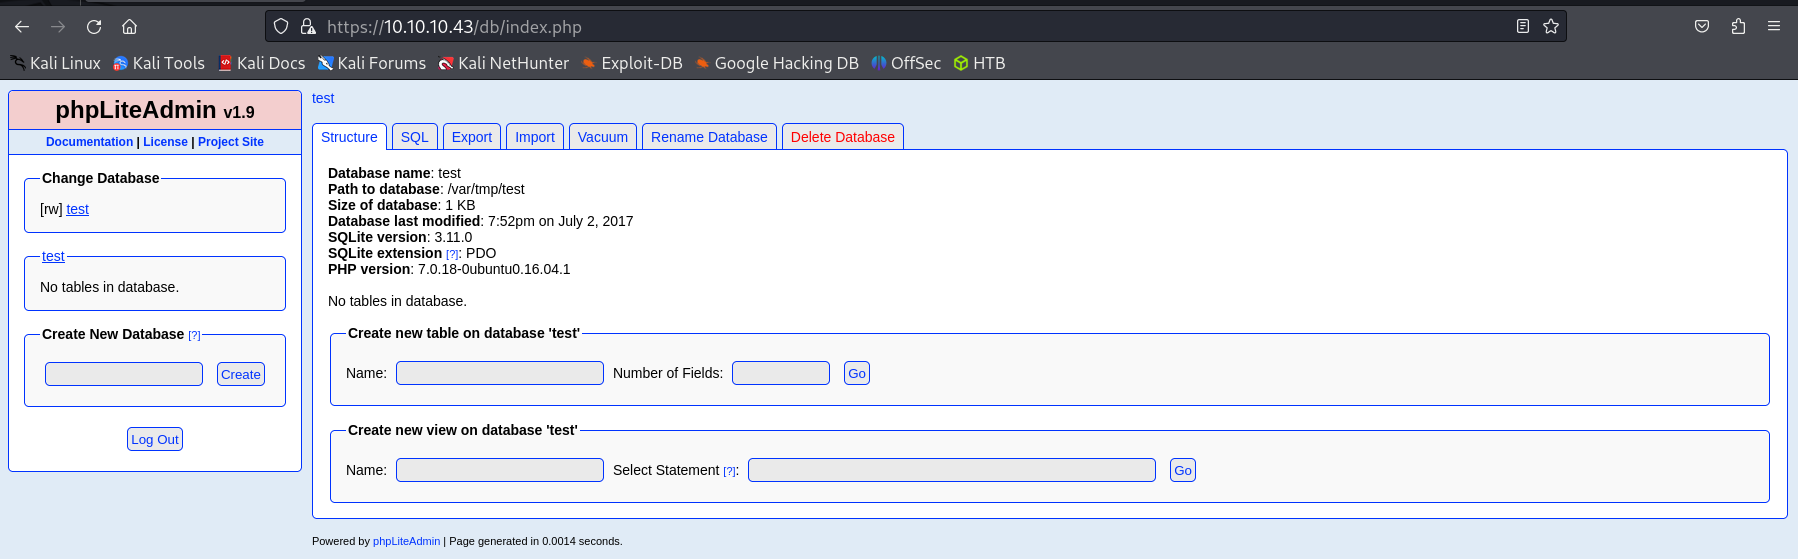 https://10.10.10.43/db/index.php
Kali Linux Kali Tools Kali Docs Kali Forums Kali NetHunter Exploit-DB Google Hacking DB OffSec HTB
phpLiteAdmin v1.9
Documentation | License | Project Site
Change Database
[rw] test
test
No tables in database.
Create New Database [?]
Create
Log Out
test
Structure SQL Export Import Vacuum Rename Database Delete Database
Database name: test
Path to database: /var/tmp/test
Size of database: 1 KB
Database last modified: 7:52pm on July 2, 2017
SQLite version: 3.11.0
SQLite extension [?]: PDO
PHP version: 7.0.18-0ubuntu0.16.04.1
No tables in database.
Create new table on database 'test'
Name: Number of Fields: Go
Create new view on database 'test'
Name: Select Statement [?]: Go
Powered by phpLiteAdmin | Page generated in 0.0014 seconds.